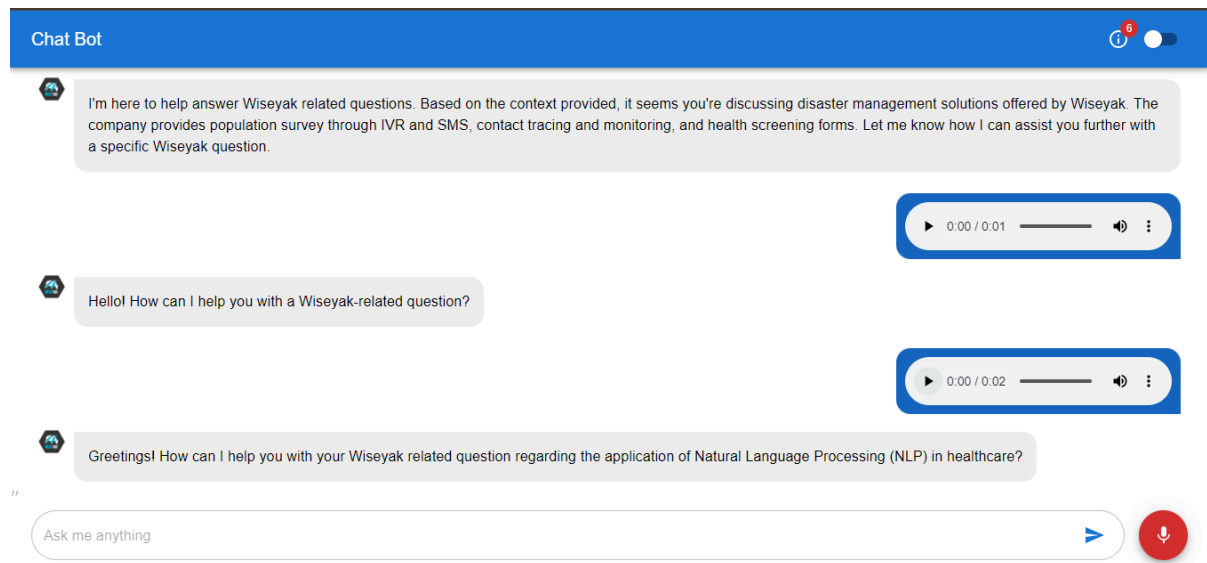 Chat Bot
6
I'm here to help answer Wiseyak related questions. Based on the context provided, it seems you're discussing disaster management solutions offered by Wiseyak. The
company provides population survey through IVR and SMS, contact tracing and monitoring, and health screening forms. Let me know how I can assist you further with
a specific Wiseyak question.
0:00 / 0:01
Hello! How can I help you with a Wiseyak-related question?
0:00 / 0:02
Greetings! How can I help you with your Wiseyak related question regarding the application of Natural Language Processing (NLP) in healthcare?
"
Ask me anything